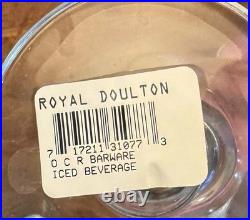 ROYAL DOULTON
7 17211 31077 3
O C R BARWARE
ICED BEVERAGE